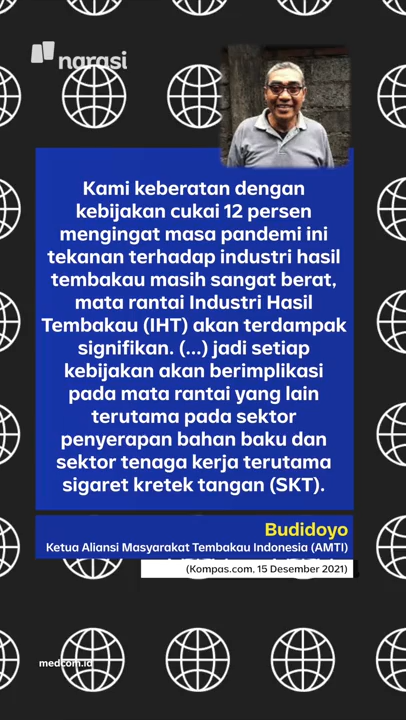 narasi
Kami keberatan dengan
kebijakan cukai 12 persen
mengingat masa pandemi ini
tekanan terhadap industri hasil
tembakau masih sangat berat,
mata rantai Industri Hasil
Tembakau (IHT) akan terdampak
signifikan. (...) jadi setiap
kebijakan akan berimplikasi
pada mata rantai yang lain
terutama pada sektor
penyerapan bahan baku dan
sektor tenaga kerja terutama
sigaret kretek tangan (SKT).
Budidoyo
Ketua Aliansi Masyarakat Tembakau Indonesia (AMTI)
(Kompas.com, 15 Desember 2021)
medcom.id